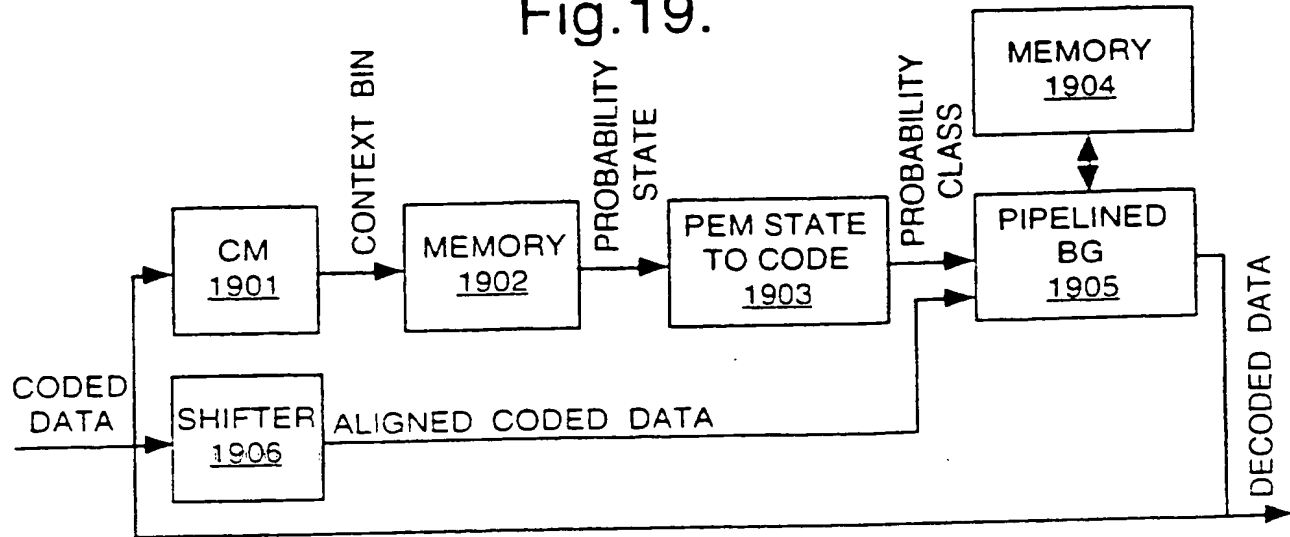 Fig.19.
MEMORY
1904
CONTEXT BIN
PROBABILITY
STATE
PROBABILITY
CLASS
CM
1901
MEMORY
1902
PEM STATE
TO CODE
1903
PIPELINED
BG
1905
CODED
DATA
SHIFTER
1906
ALIGNED CODED DATA
DECODED DATA